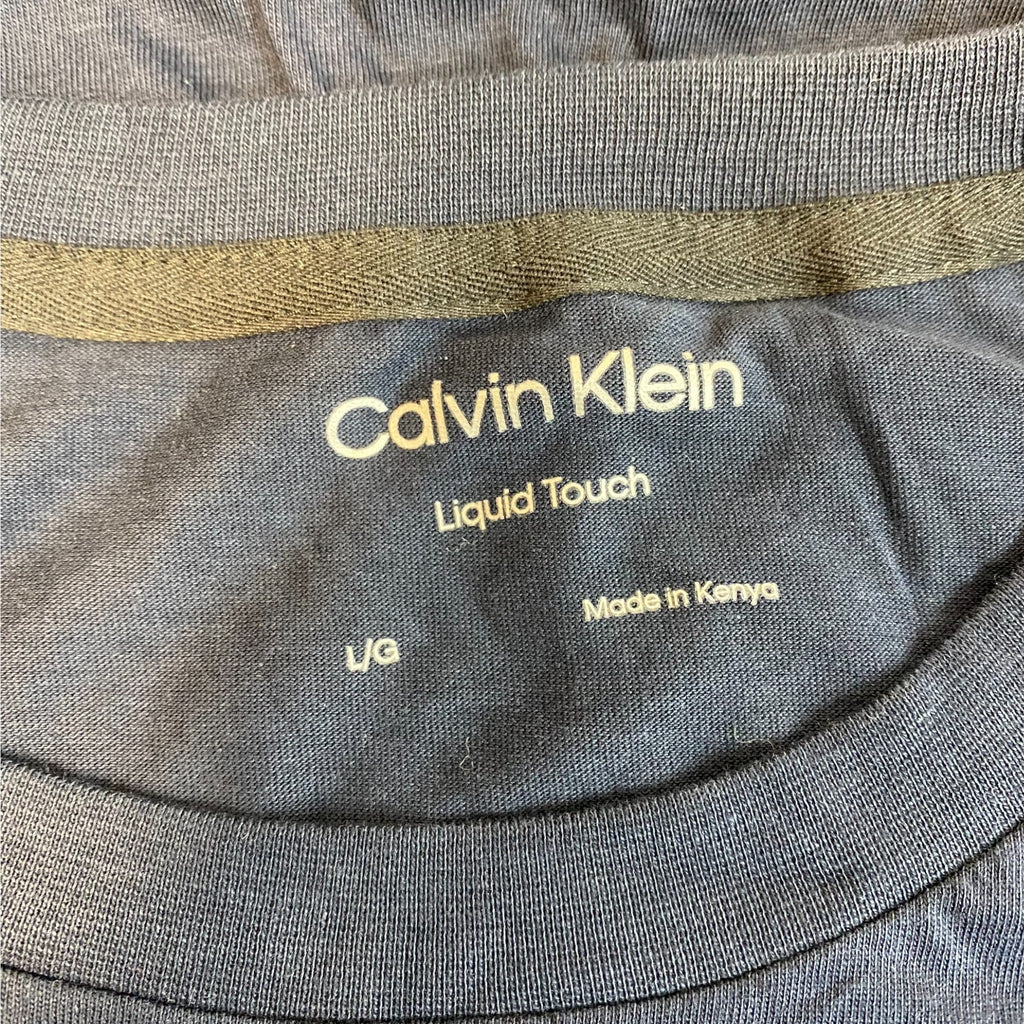 Calvin Klein
Liquid Touch
Made in Kenya
L/G